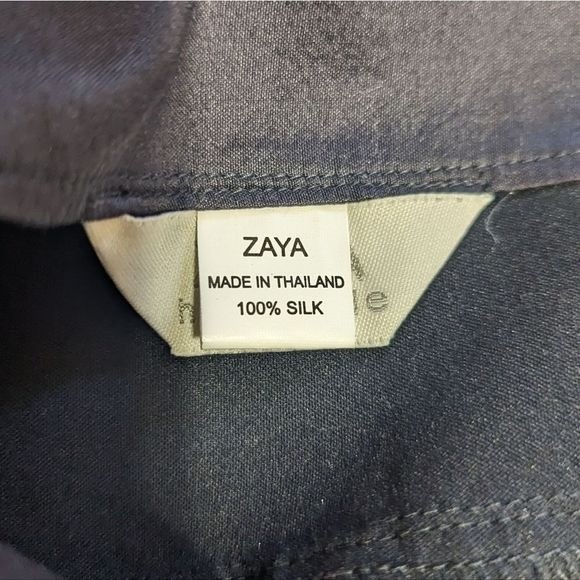 ZAYA
MADE IN THAILAND
100% SILK
e